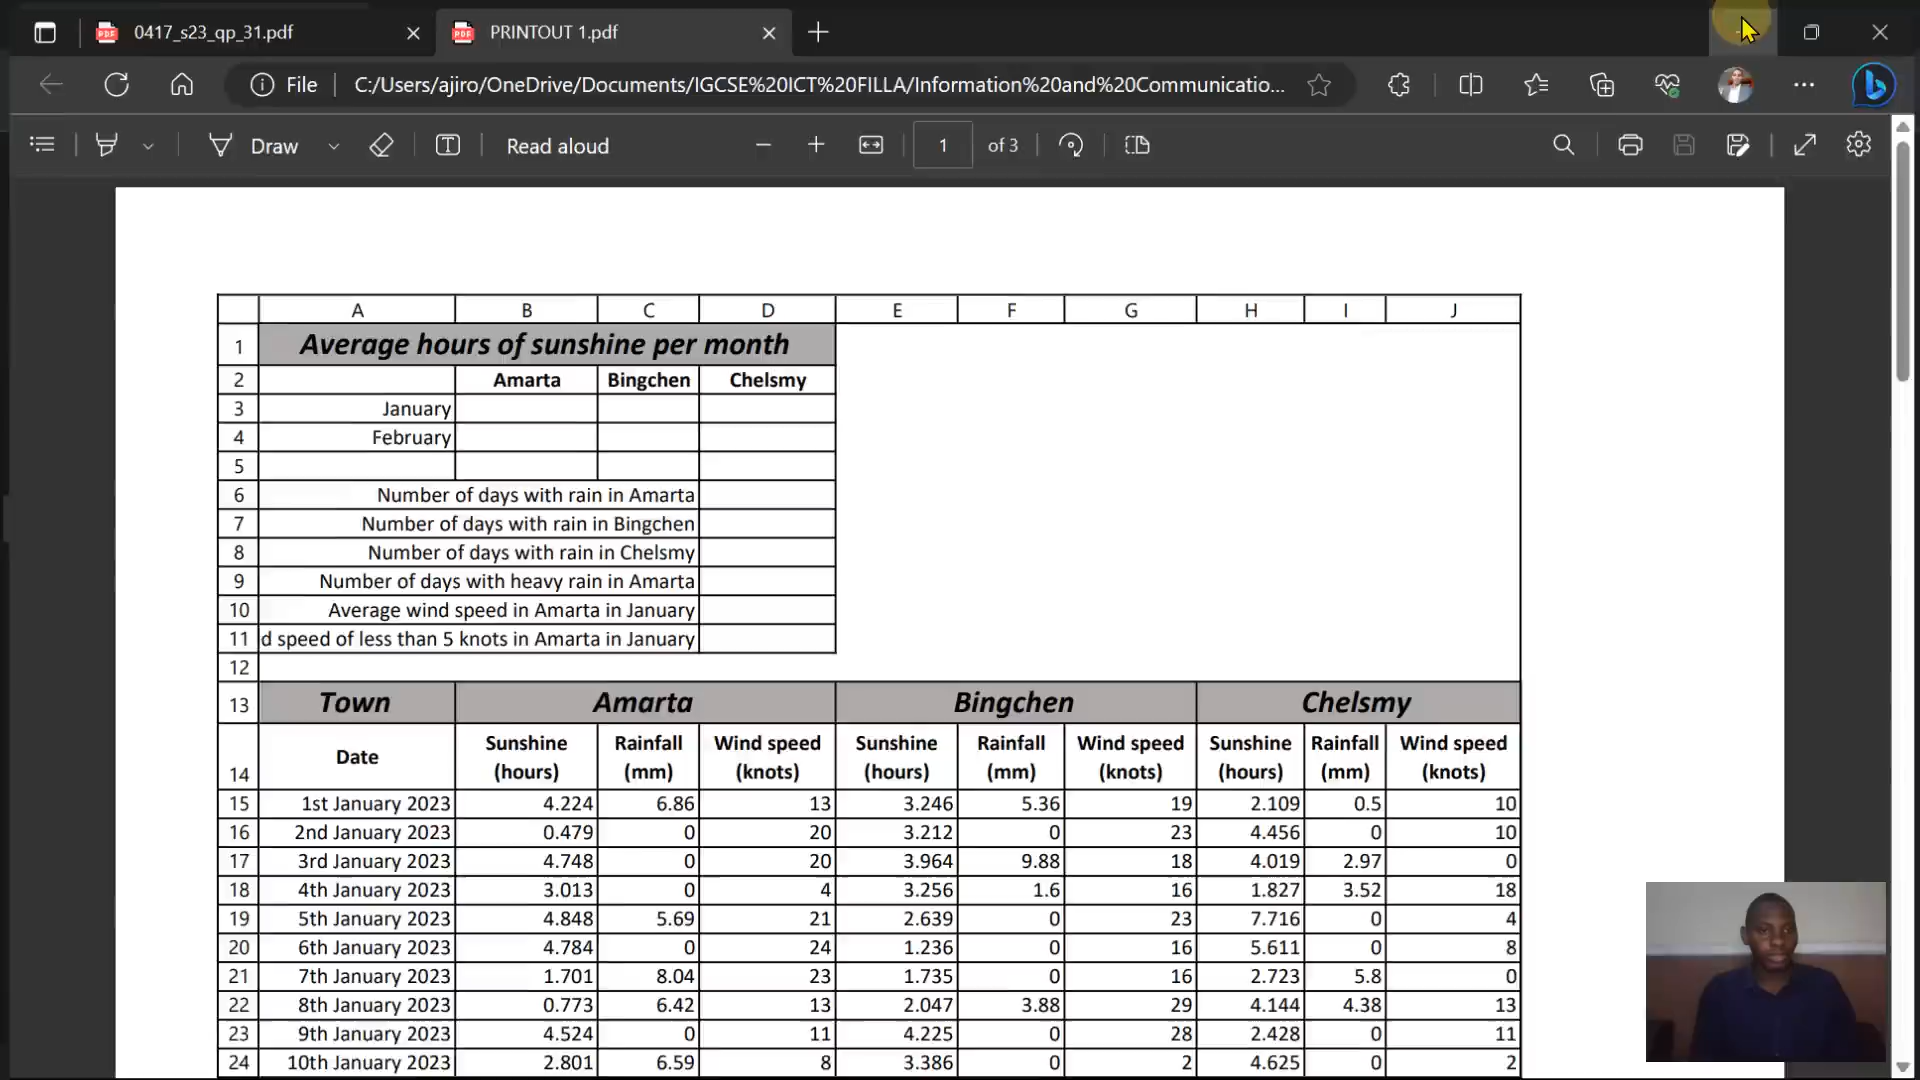 0417_s23_qp_31.pdf PRINTOUT 1.pdf
File C:/Users/ajiro/OneDrive/Documents/IGCSE%20ICT%20FILLA/Information%20and%20Communicatio...
Draw Read aloud 1 of 3
A B C D E F G H I J
1 Average hours of sunshine per month
2 Amarta Bingchen Chelsmy
3 January
4 February
5
6 Number of days with rain in Amarta
7 Number of days with rain in Bingchen
8 Number of days with rain in Chelsmy
9 Number of days with heavy rain in Amarta
10 Average wind speed in Amarta in January
11 d speed of less than 5 knots in Amarta in January
12
13 Town Amarta Bingchen Chelsmy
Sunshine Rainfall Wind speed Sunshine Rainfall Wind speed Sunshine Rainfall Wind speed
14 Date (hours) (mm) (knots) (hours) (mm) (knots) (hours) (mm) (knots)
15 1st January 2023 4.224 6.86 13 3.246 5.36 19 2.109 0.5 10
16 2nd January 2023 0.479 0 20 3.212 0 23 4.456 0 10
17 3rd January 2023 4.748 0 20 3.964 9.88 18 4.019 2.97 0
18 4th January 2023 3.013 0 4 3.256 1.6 16 1.827 3.52 18
19 5th January 2023 4.848 5.69 21 2.639 0 23 7.716 0 4
20 6th January 2023 4.784 0 24 1.236 0 16 5.611 0 8
21 7th January 2023 1.701 8.04 23 1.735 0 16 2.723 5.8 0
22 8th January 2023 0.773 6.42 13 2.047 3.88 29 4.144 4.38 13
23 9th January 2023 4.524 0 11 4.225 0 28 2.428 0 11
24 10th January 2023 2.801 6.59 8 3.386 0 2 4.625 0 2